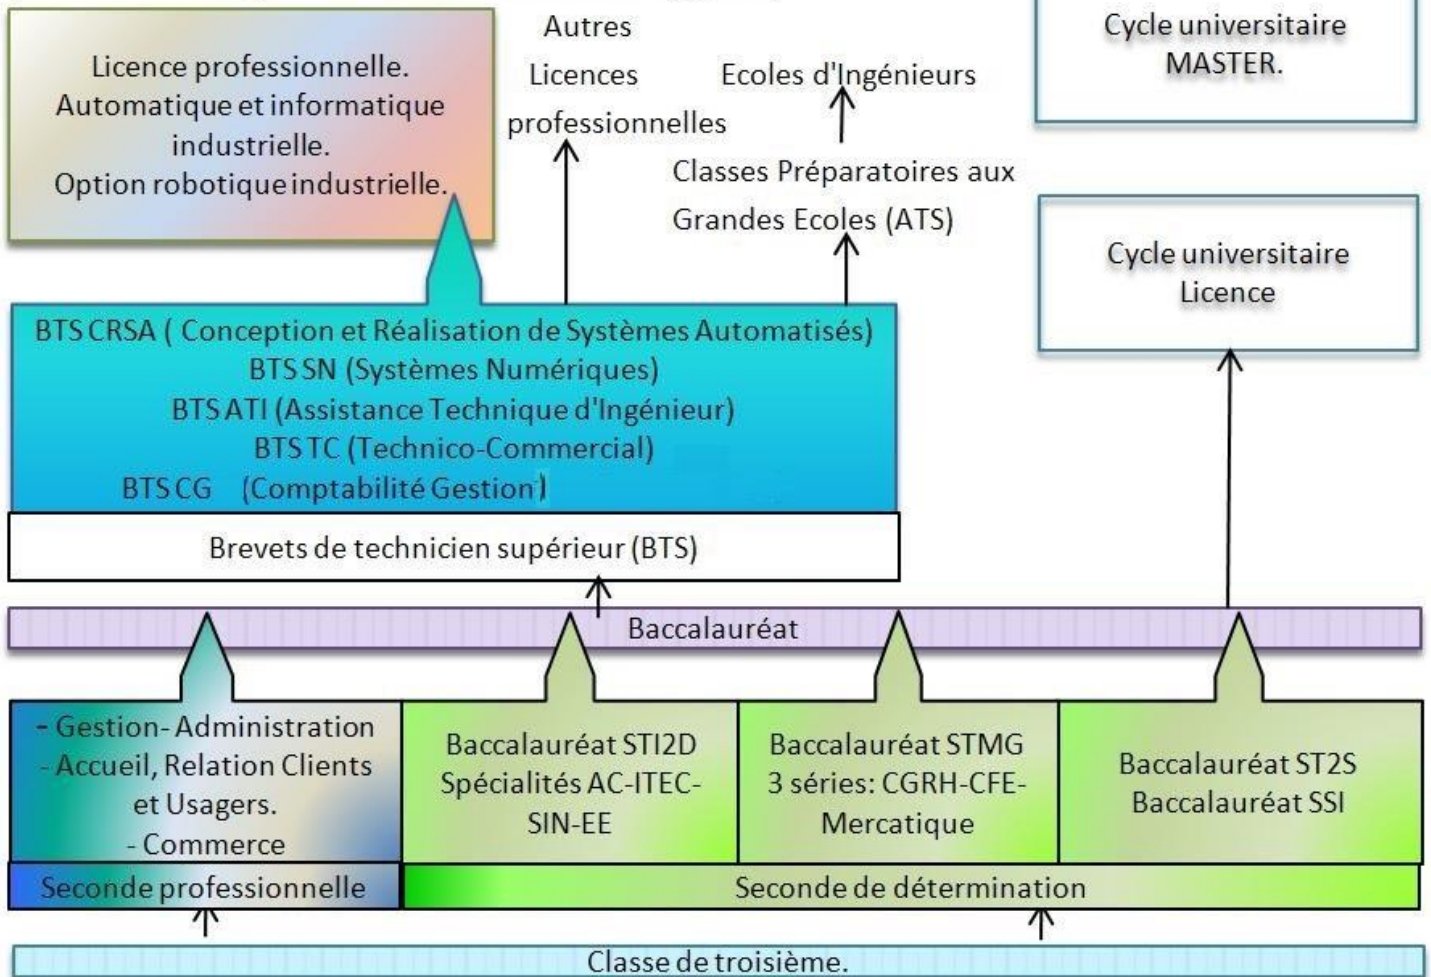 Licence professionnelle.
Automatique et informatique
industrielle.
Option robotique industrielle.
Autres
Licences
professionnelles
Ecoles d'Ingénieurs
Classes Préparatoires aux
Grandes Ecoles (ATS)
Cycle universitaire
MASTER.
Cycle universitaire
Licence
BTS CRSA ( Conception et Réalisation de Systèmes Automatisés)
BTS SN (Systèmes Numériques)
BTS ATI (Assistance Technique d'Ingénieur)
BTS TC (Technico-Commercial)
BTS CG (Comptabilité Gestion)
Brevets de technicien supérieur (BTS)
Baccalauréat
- Gestion- Administration
- Accueil, Relation Clients
et Usagers.
- Commerce
Baccalauréat STI2D
Spécialités AC-ITEC-
SIN-EE
Baccalauréat STMG
3 séries: CGRH-CFE-
Mercatique
Baccalauréat ST2S
Baccalauréat SSI
Seconde professionnelle
Seconde de détermination
Classe de troisième.